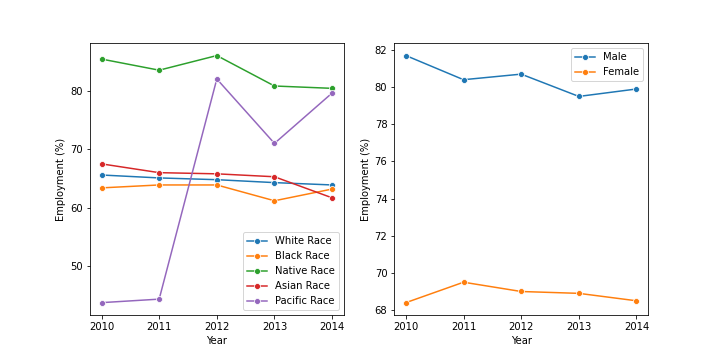 80
70
60
50
Employment (%)
2010 2011 2012 2013 2014
Year
White Race
Black Race
Native Race
Asian Race
Pacific Race
82
80
78
76
74
72
70
68
Employment (%)
2010 2011 2012 2013 2014
Year
Male
Female